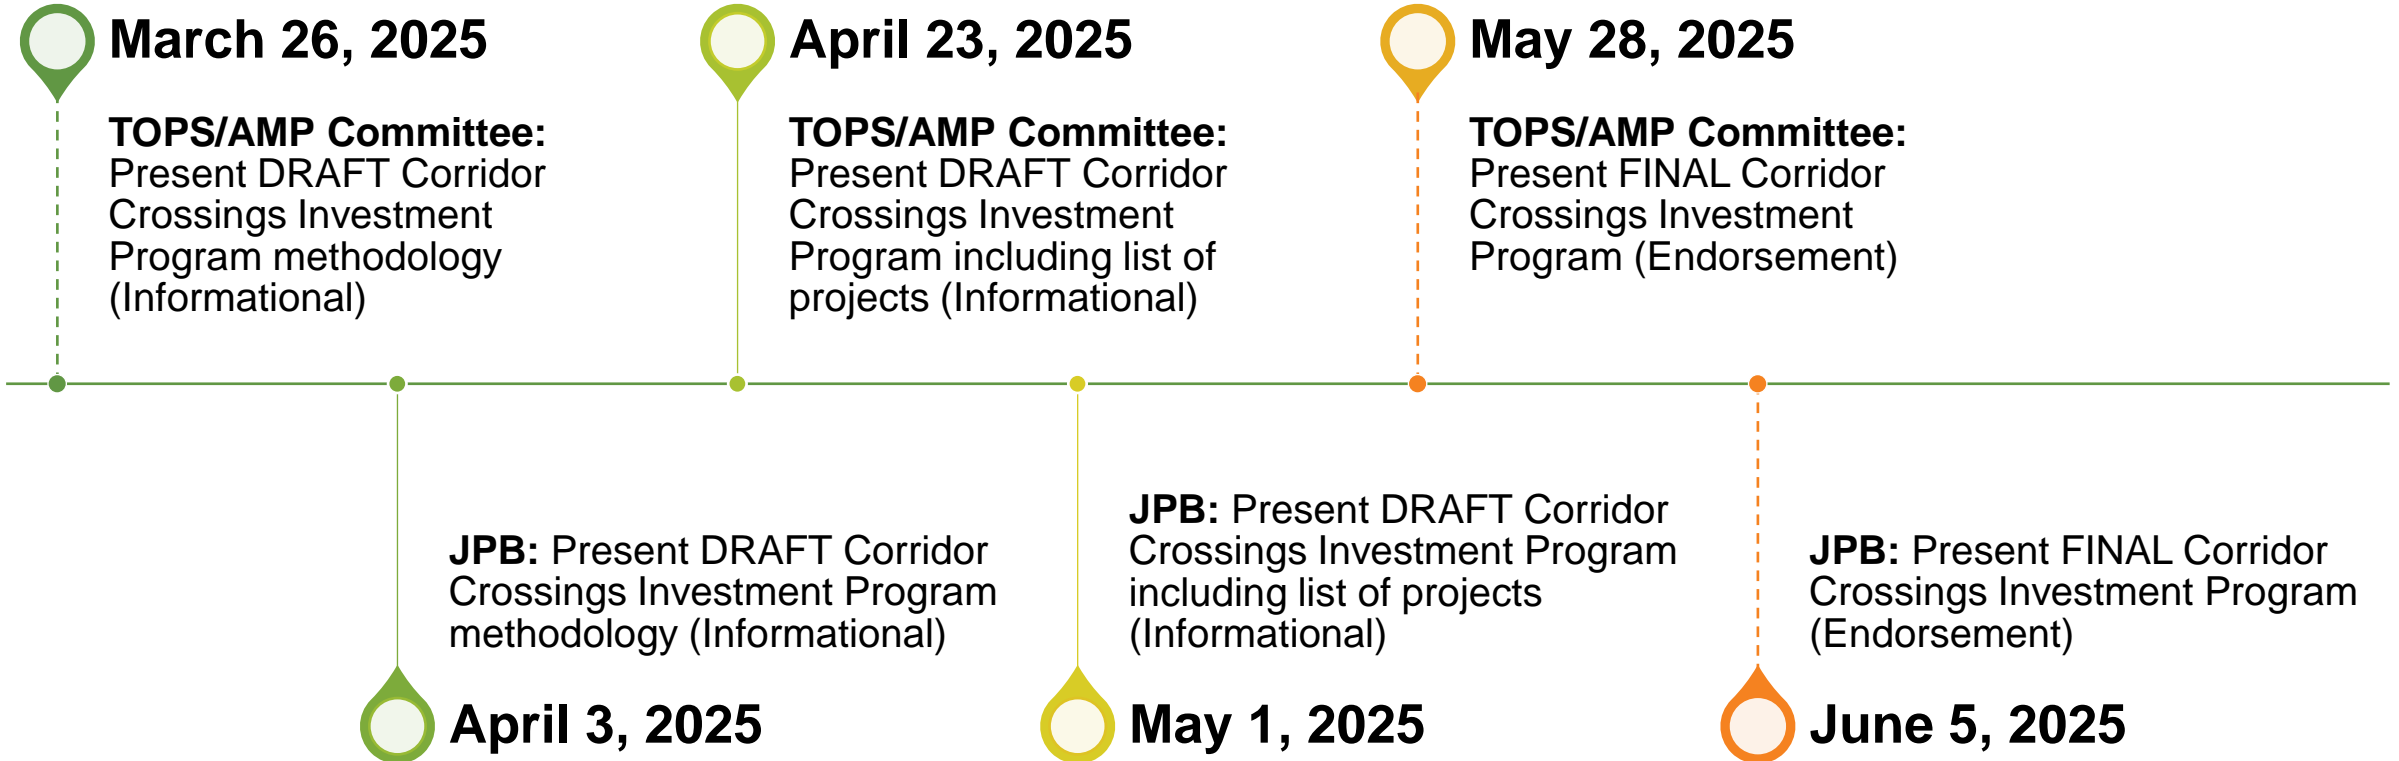 March 26, 2025
TOPS/AMP Committee:
Present DRAFT Corridor
Crossings Investment
Program methodology
(Informational)
April 23, 2025
TOPS/AMP Committee:
Present DRAFT Corridor
Crossings Investment
Program including list of
projects (Informational)
May 28, 2025
TOPS/AMP Committee:
Present FINAL Corridor
Crossings Investment
Program (Endorsement)
JPB: Present DRAFT Corridor
Crossings Investment Program
methodology (Informational)
April 3, 2025
JPB: Present DRAFT Corridor
Crossings Investment Program
including list of projects
(Informational)
May 1, 2025
JPB: Present FINAL Corridor
Crossings Investment Program
(Endorsement)
June 5, 2025